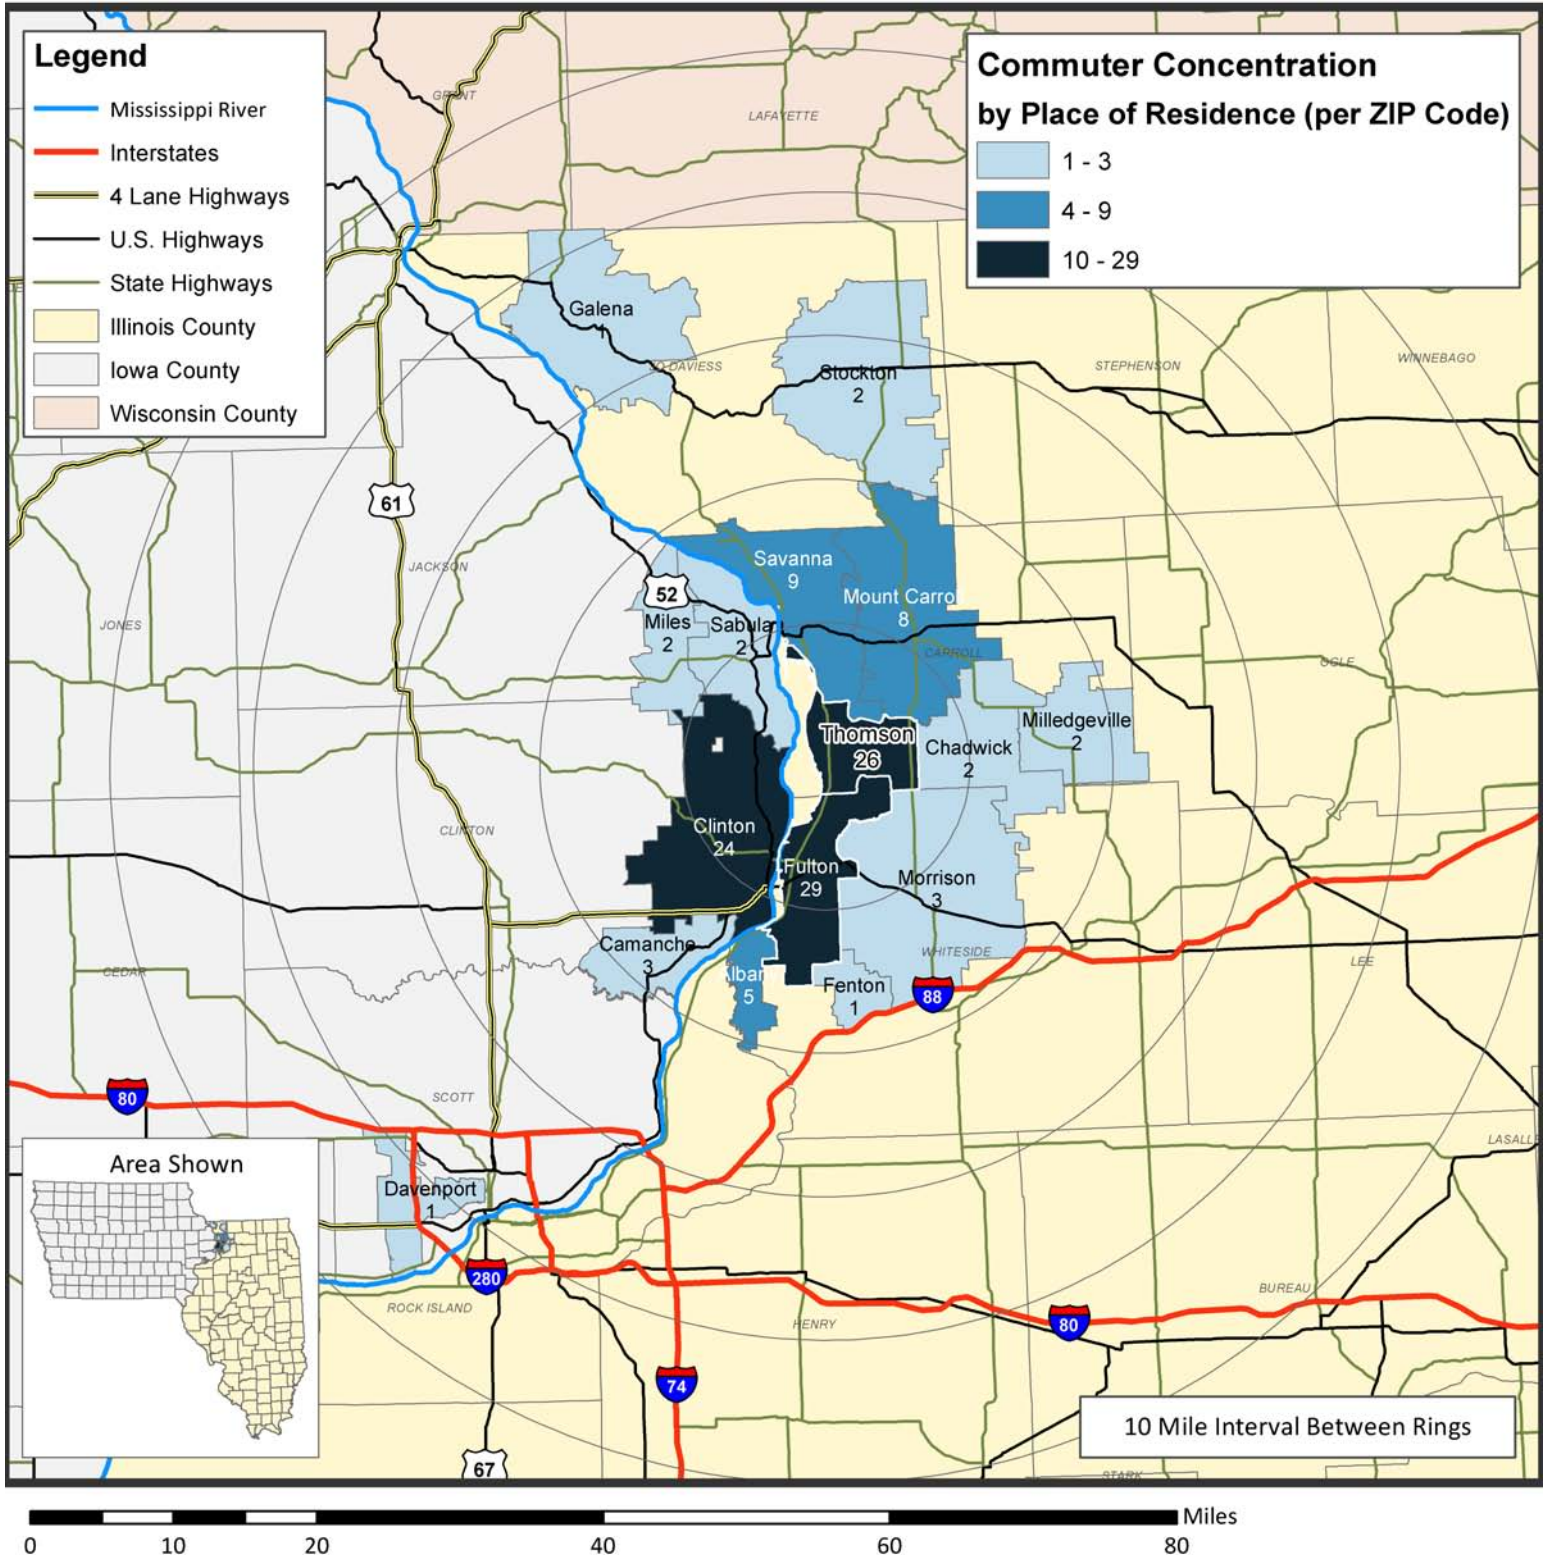 Legend
Mississippi River
Interstates
4 Lane Highways
U.S. Highways
State Highways
Illinois County
Iowa County
Wisconsin County
Commuter Concentration
by Place of Residence (per ZIP Code)
1 - 3
4 - 9
10 - 29
GRANT
LAFAYETTE
Galena
1
JO DAVIESS
Stockton
2
STEPHENSON
WINNEBAGO
61
JACKSON
JONES
52
Savanna
9
Mount Carro
8
Miles
2
Sabula
2
CARROLL
OGLE
Thomson
26
Chadwick
2
Milledgeville
2
CLINTON
Clinton
24
Fulton
29
Morrison
3
WHITESIDE
LEE
CEDAR
Camanche
3
Albany
5
Fenton
1
88
80
SCOTT
LASALL
Area Shown
Davenport
1
280
ROCK ISLAND
HENRY
BUREAU
80
74
67
STARK
10 Mile Interval Between Rings
Miles
0 10 20 40 60 80